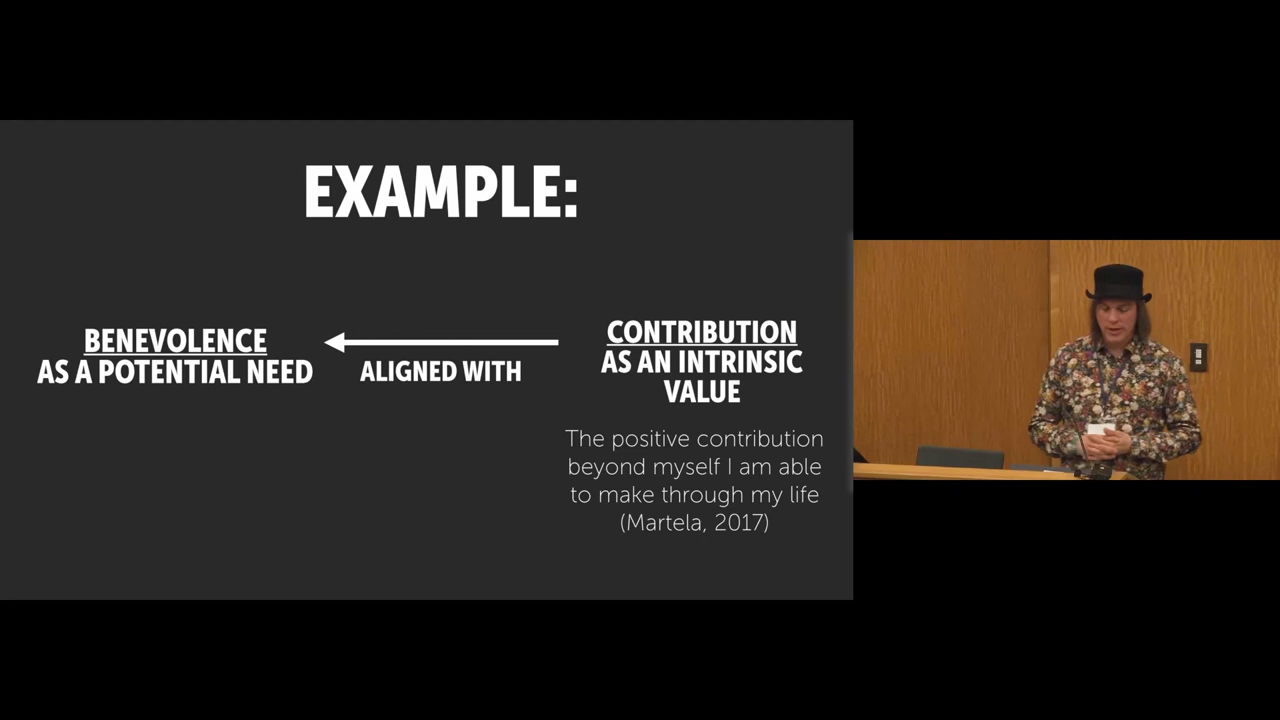 EXAMPLE:
BENEVOLENCE
AS A POTENTIAL NEED
ALIGNED WITH
CONTRIBUTION
AS AN INTRINSIC
VALUE
The positive contribution
beyond myself I am able
to make through my life
(Martela, 2017)